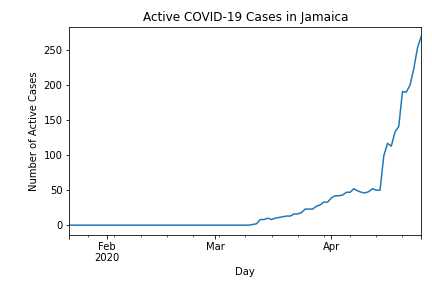 Active COVID-19 Cases in Jamaica
Number of Active Cases
250
200
150
100
50
0
Feb
2020
Mar
Apr
Day